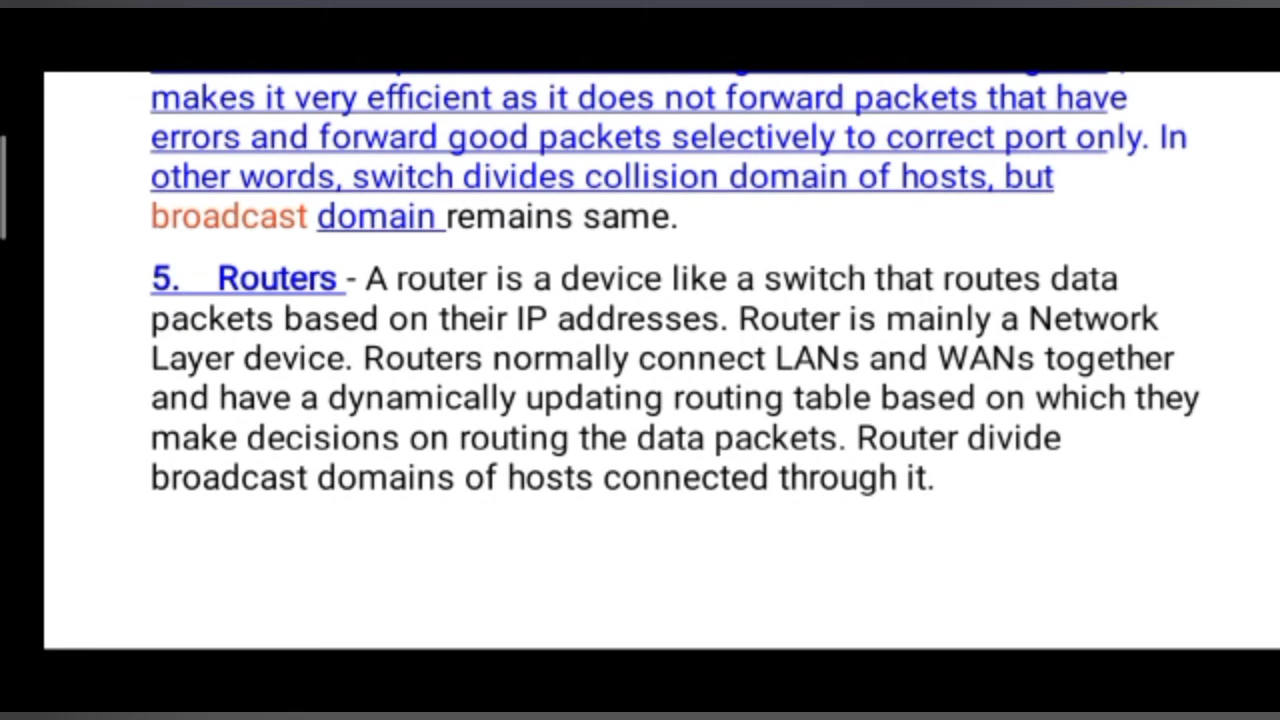 makes it very efficient as it does not forward packets that have
errors and forward good packets selectively to correct port only. In
other words, switch divides collision domain of hosts, but
broadcast domain remains same.
5. Routers - A router is a device like a switch that routes data
packets based on their IP addresses. Router is mainly a Network
Layer device. Routers normally connect LANs and WANs together
and have a dynamically updating routing table based on which they
make decisions on routing the data packets. Router divide
broadcast domains of hosts connected through it.